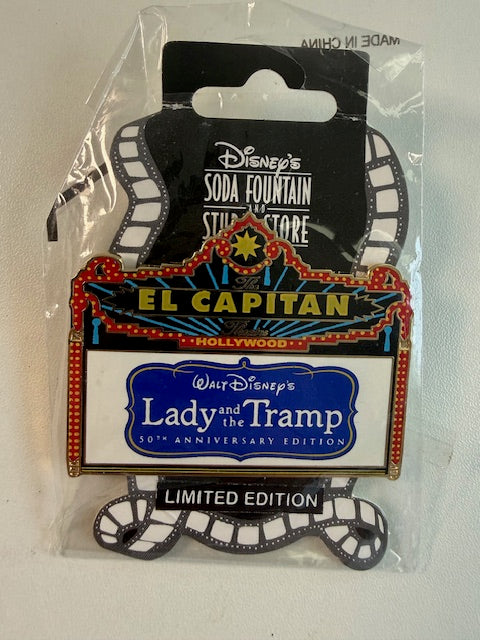 MADE IN CHINA
Disney's
SODA FOUNTAIN
AND
STUDIO STORE
The
EL CAPITAN
Theatre
HOLLYWOOD
WALT DISNEY'S
Lady and the Tramp
50TH ANNIVERSARY EDITION
LIMITED EDITION